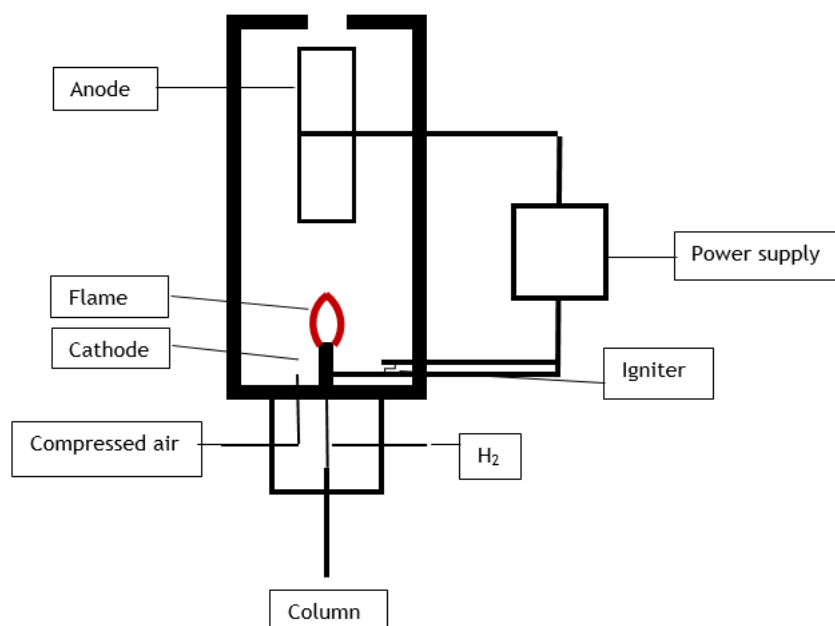 Anode
Power supply
Flame
Cathode
Igniter
Compressed air
H₂
Column